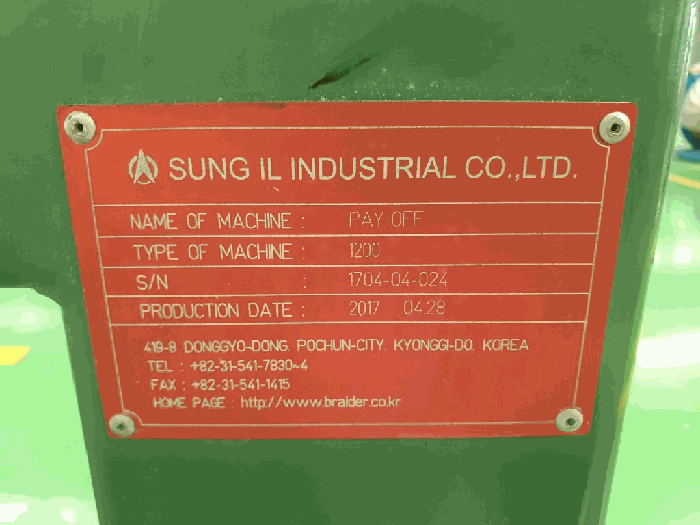 SUNG IL INDUSTRIAL CO.,LTD.
NAME OF MACHINE : PAY-OFF
TYPE OF MACHINE : 1200
S/N : 1704-04-024
PRODUCTION DATE : 2017 04.28
419-8 DONGGYO-DONG, POCHUN-CITY, KYONGGI-DO, KOREA
TEL : +82-31-541-7830~4
FAX : +82-31-541-1415
HOME PAGE : http://www.braider.co.kr